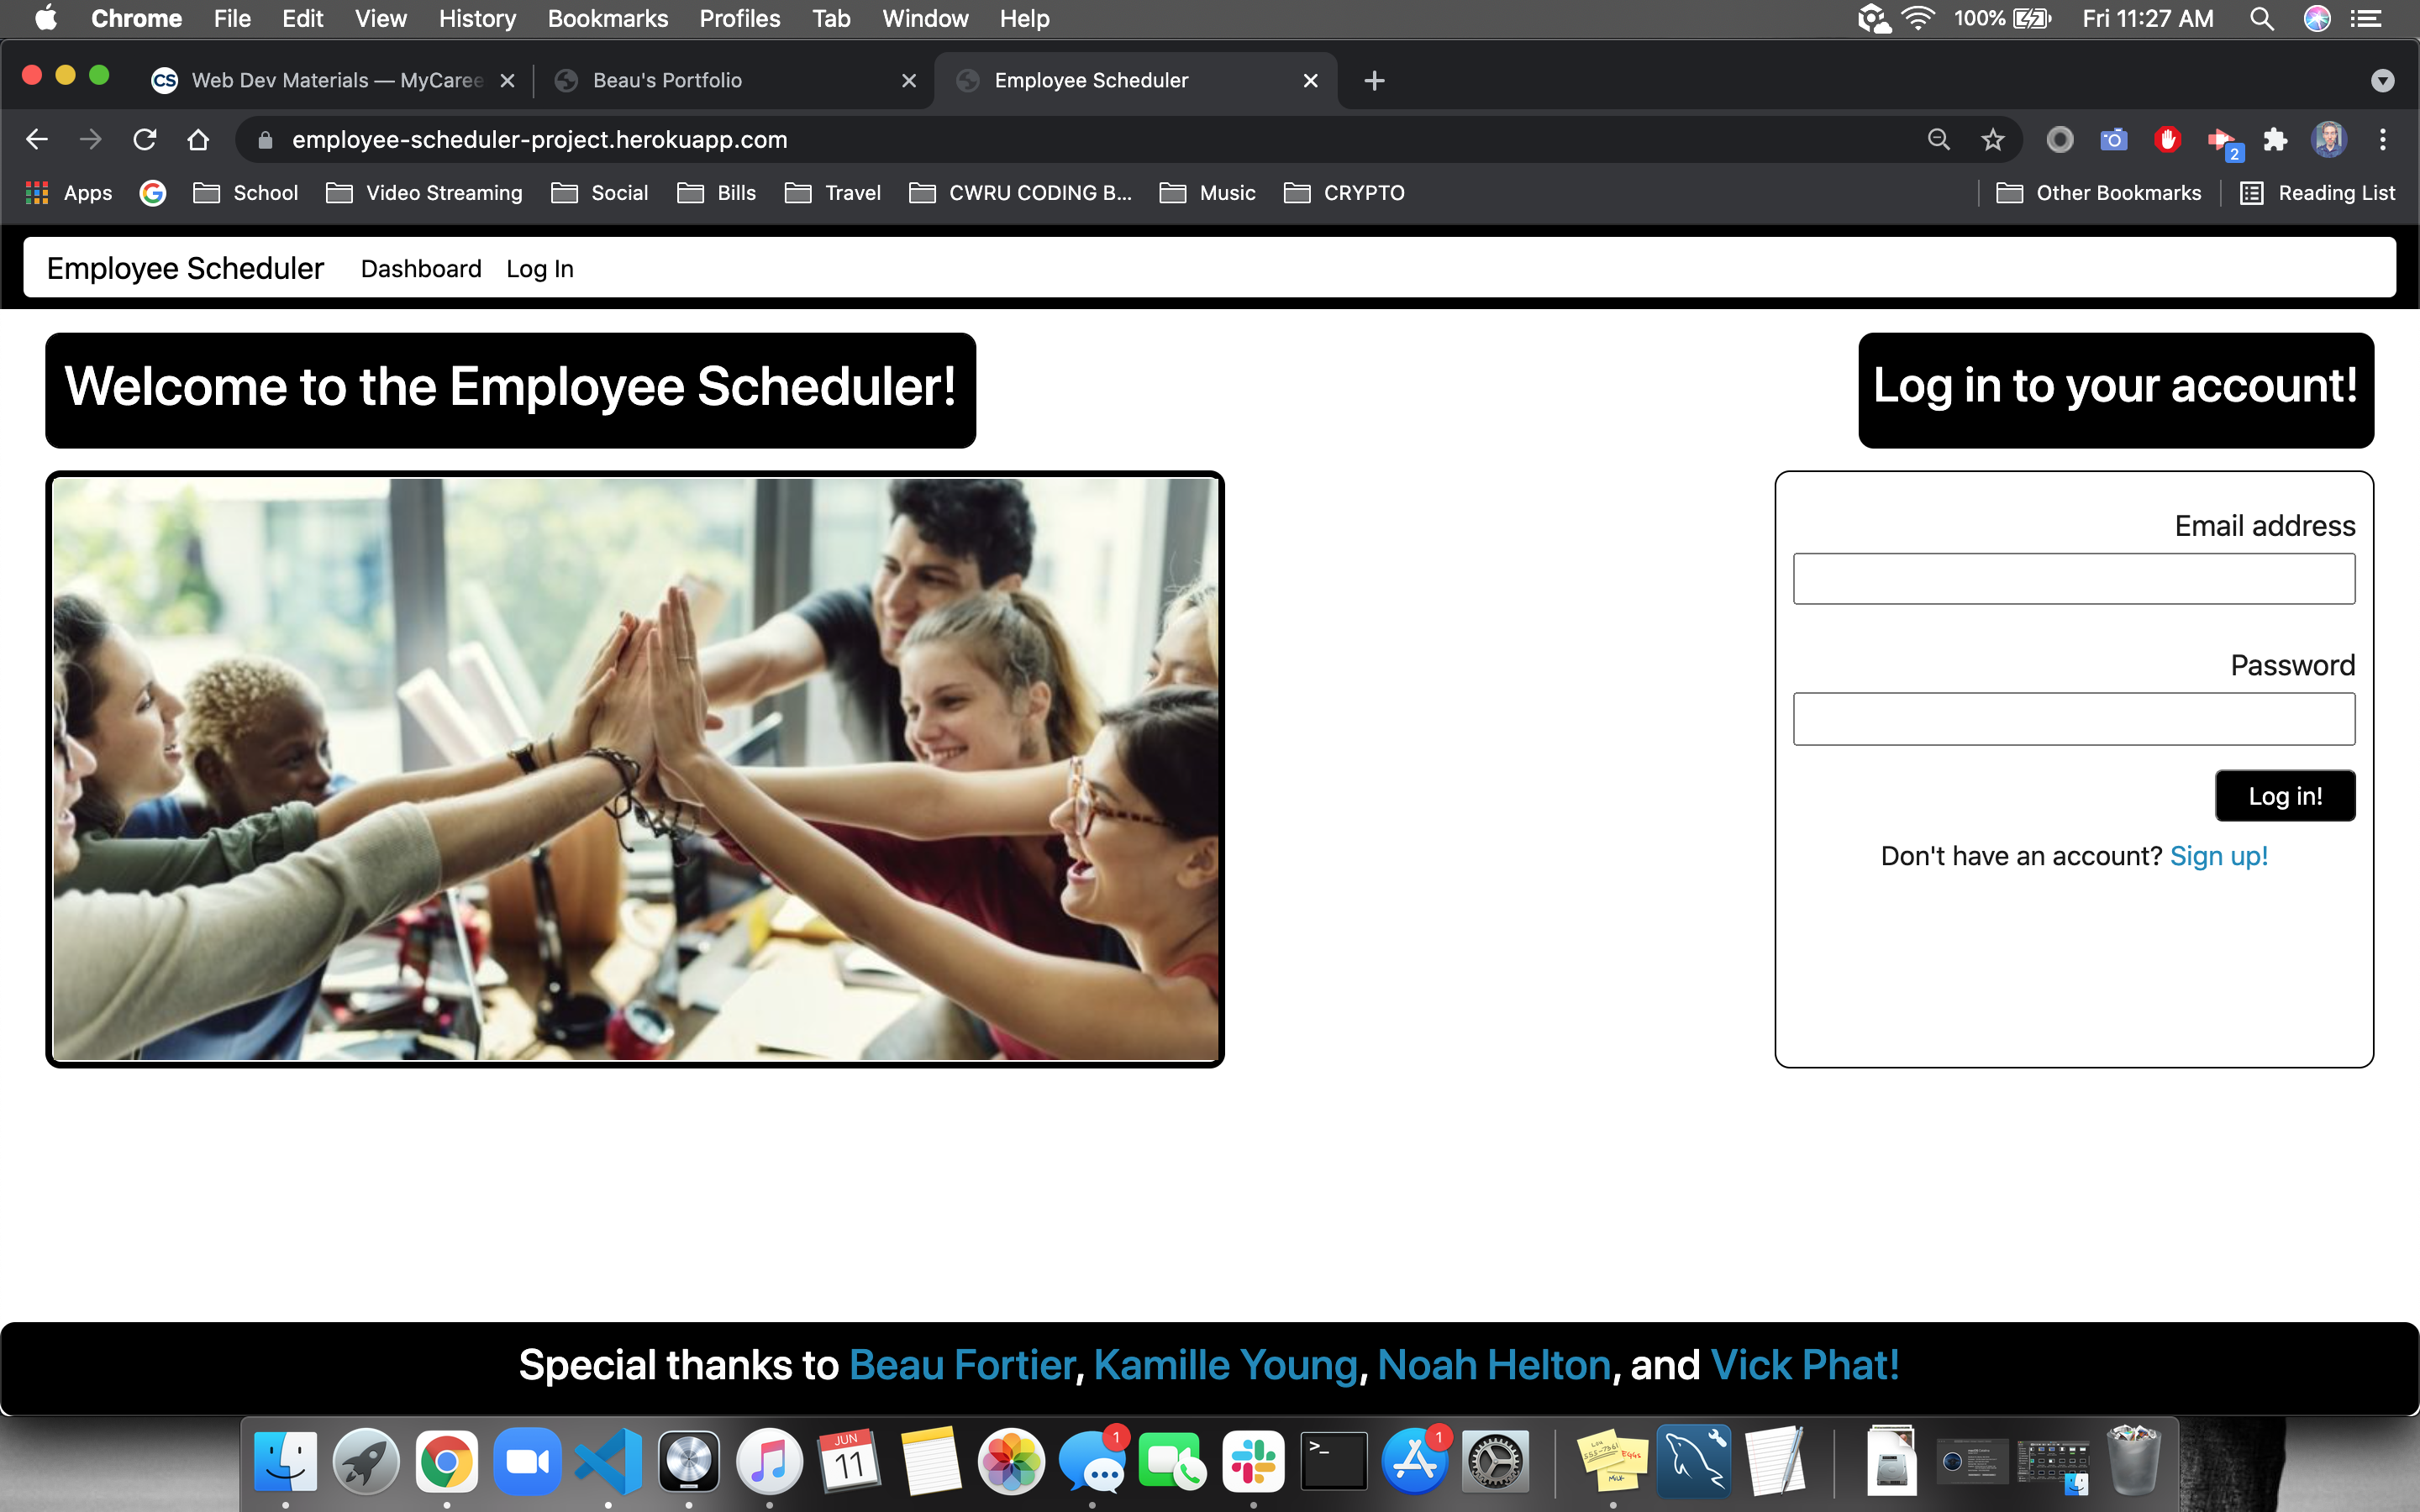 Chrome File Edit View History Bookmarks Profiles Tab Window Help 100% Fri 11:27 AM
CS Web Dev Materials — MyCaree Beau's Portfolio Employee Scheduler
employee-scheduler-project.herokuapp.com 2
Apps School Video Streaming Social Bills Travel CWRU CODING B... Music CRYPTO Other Bookmarks Reading List
Employee Scheduler Dashboard Log In
Welcome to the Employee Scheduler! Log in to your account!
Email address
Password
Log in!
Don't have an account? Sign up!
Special thanks to Beau Fortier, Kamille Young, Noah Helton, and Vick Phat!
JUN 11 1 >_ 1